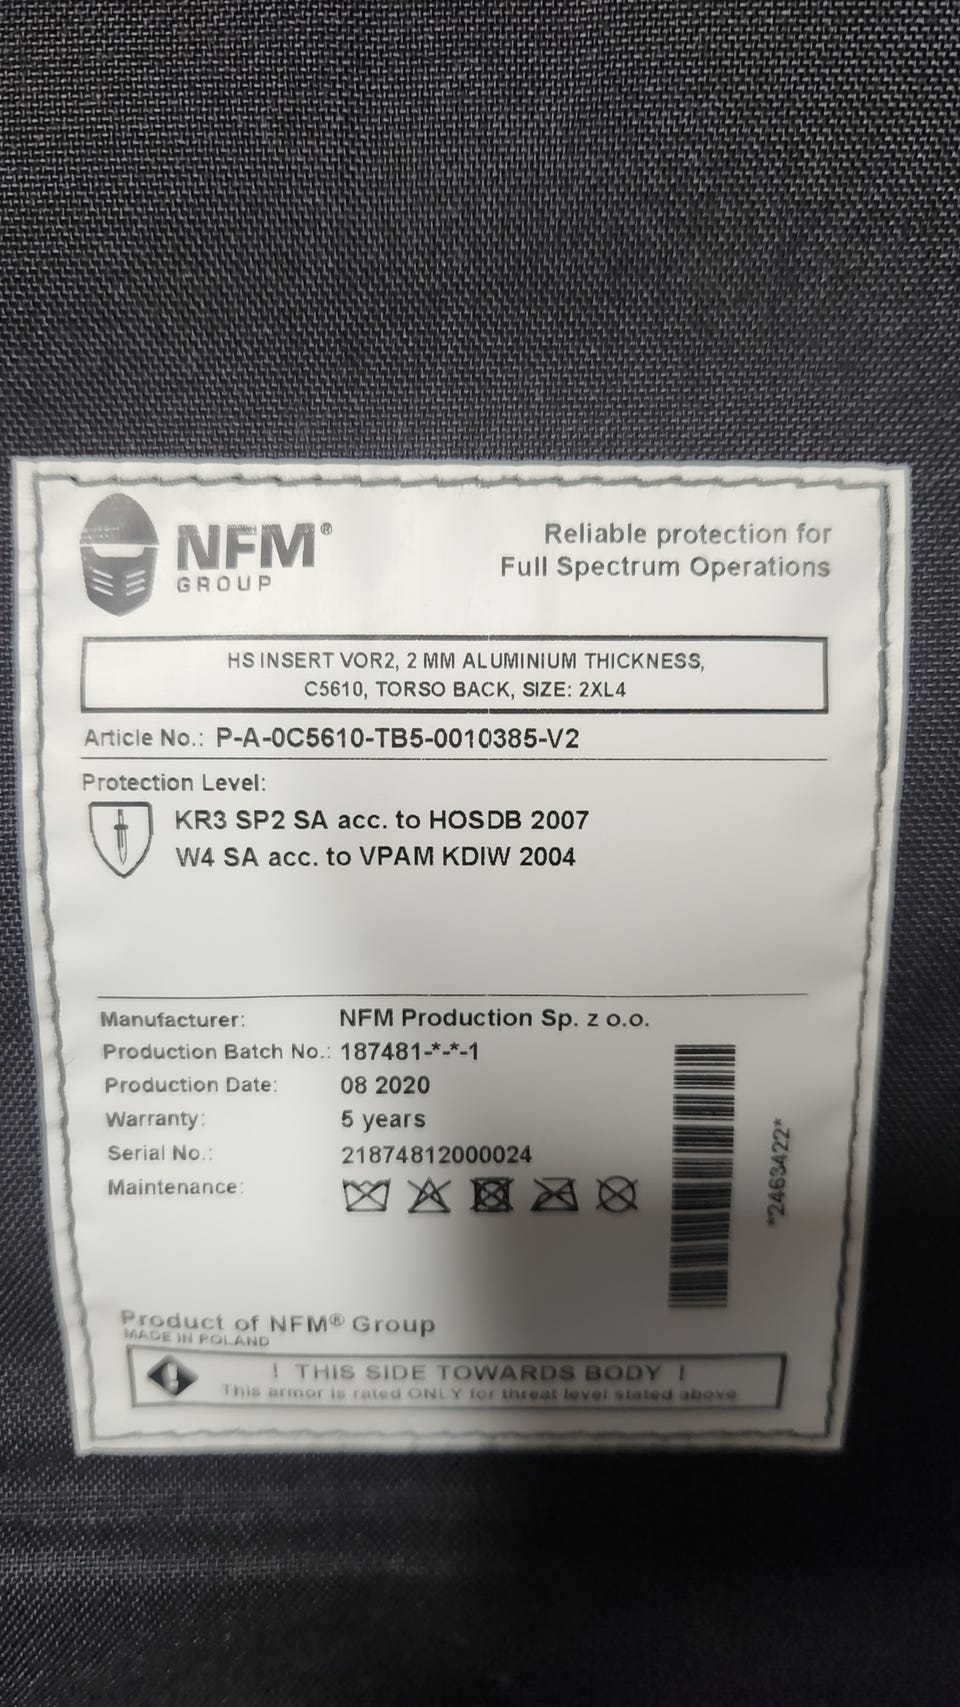 NFM®
GROUP
Reliable protection for
Full Spectrum Operations
HS INSERT VOR2, 2 MM ALUMINIUM THICKNESS,
C5610, TORSO BACK, SIZE: 2XL4
Article No.: P-A-0C5610-TB5-0010385-V2
Protection Level:
KR3 SP2 SA acc. to HOSDB 2007
W4 SA acc. to VPAM KDIW 2004
Manufacturer: NFM Production Sp. z o.o.
Production Batch No.: 187481-*-*-1
Production Date: 08 2020
Warranty: 5 years
Serial No.: 21874812000024
Maintenance:
*2463422*
Product of NFM® Group
MADE IN POLAND
! THIS SIDE TOWARDS BODY !
This armor is rated ONLY for threat level stated above